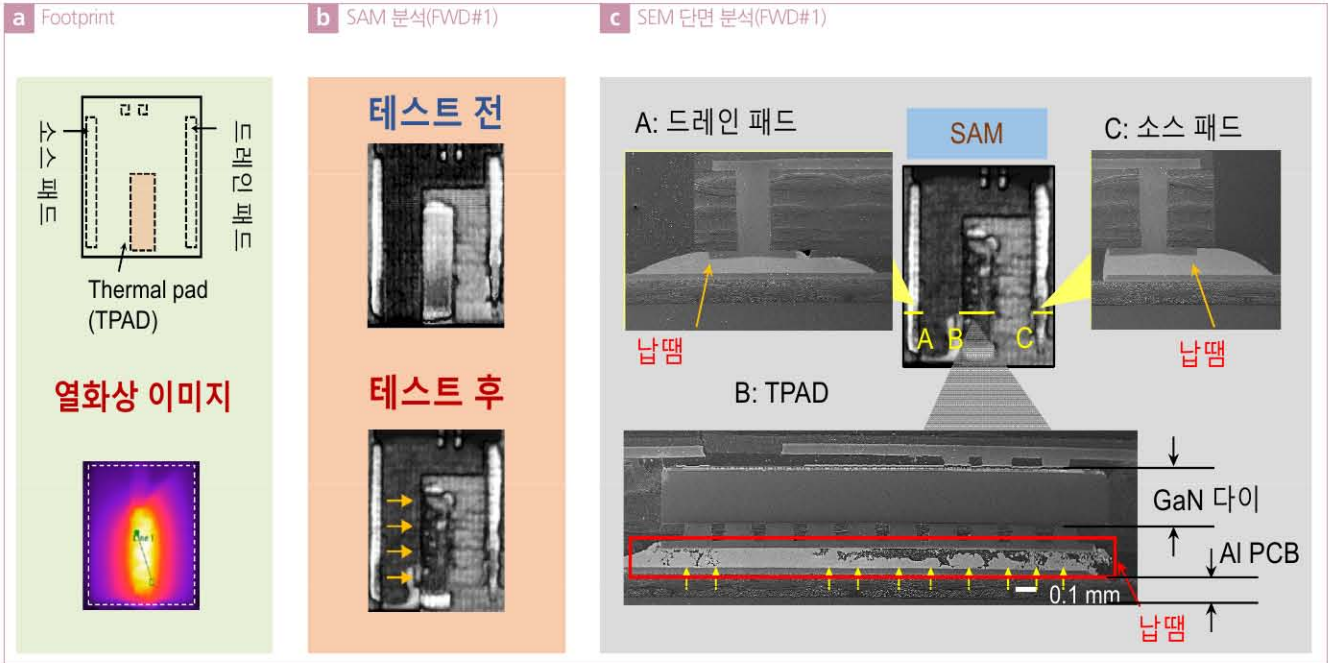 a Footprint
소스 패드
드레인 패드
Thermal pad
(TPAD)
열화상 이미지
Line 1
b SAM 분석(FWD#1)
테스트 전
테스트 후
c SEM 단면 분석(FWD#1)
A: 드레인 패드
SAM
C: 소스 패드
A
B
C
납땜
납땜
B: TPAD
GaN 다이
Al PCB
0.1 mm
납땜